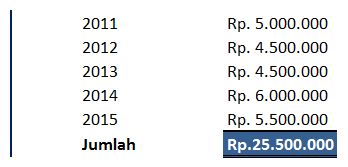 2011 Rp. 5.000.000
2012 Rp. 4.500.000
2013 Rp. 4.500.000
2014 Rp. 6.000.000
2015 Rp. 5.500.000
Jumlah Rp.25.500.000